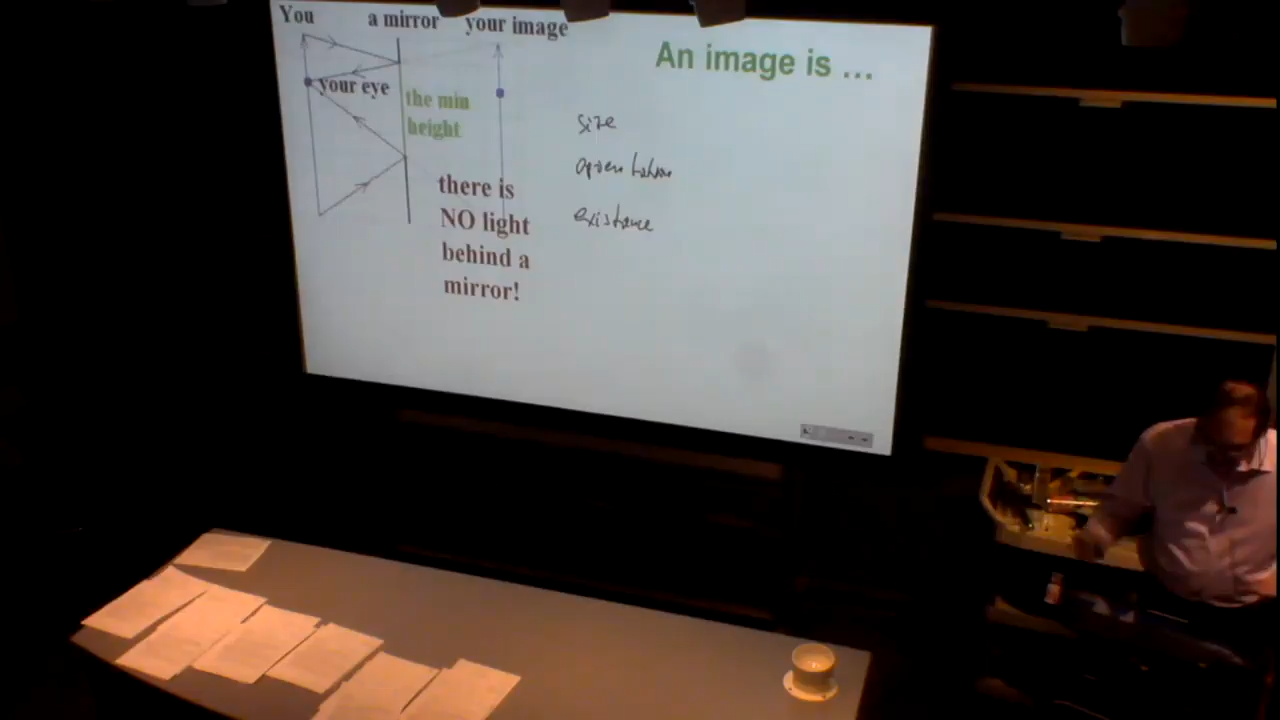 You a mirror your image
your eye
the min
height
there is
NO light
behind a
mirror!
An image is ...
size
existance